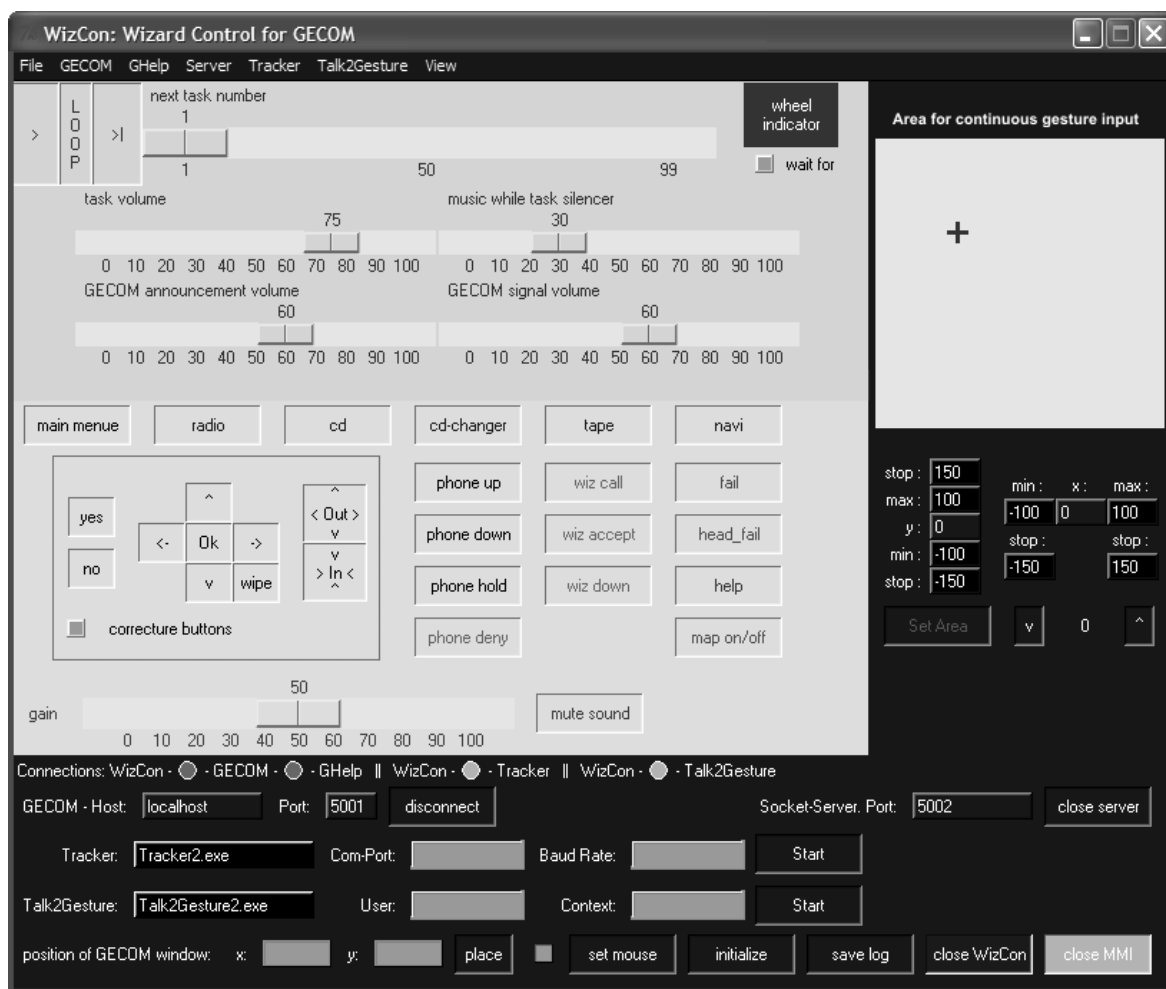 WizCon: Wizard Control for GECOM
File GECOM GHelp Server Tracker Talk2Gesture View
> LOOP >|
next task number
1
1 50 99
wheel
indicator
wait for
task volume
75
0 10 20 30 40 50 60 70 80 90 100
music while task silencer
30
0 10 20 30 40 50 60 70 80 90 100
GECOM announcement volume
60
0 10 20 30 40 50 60 70 80 90 100
GECOM signal volume
60
0 10 20 30 40 50 60 70 80 90 100
main menue radio cd cd-changer tape navi
yes
no
^
<- Ok ->
v wipe
^
< Out >
v
v
> In <
^
correcture buttons
phone up wiz call fail
phone down wiz accept head_fail
phone hold wiz down help
phone deny map on/off
gain
50
0 10 20 30 40 50 60 70 80 90 100
mute sound
Area for continuous gesture input
+
stop : 150
max : 100
y : 0
min : -100
stop : -150
min : x : max :
-100 0 100
stop : stop :
-150 150
Set Area v 0 ^
Connections: WizCon - - GECOM - - GHelp || WizCon - - Tracker || WizCon - - Talk2Gesture
GECOM - Host: localhost Port: 5001 disconnect Socket-Server. Port: 5002 close server
Tracker: Tracker2.exe Com-Port: Baud Rate: Start
Talk2Gesture: Talk2Gesture2.exe User: Context: Start
position of GECOM window: x: y: place set mouse initialize save log close WizCon close MMI